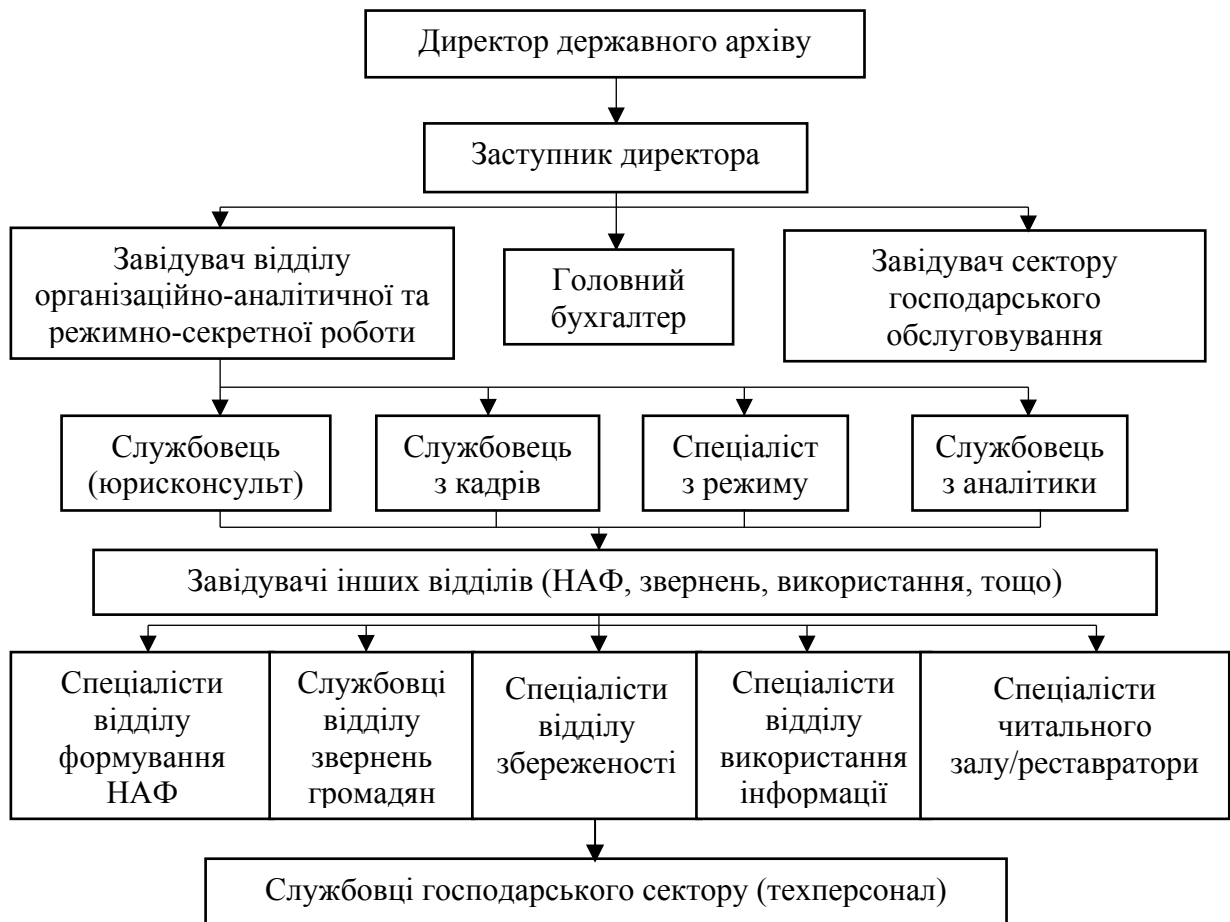 Директор державного архіву
Заступник директора
Завідувач відділу
організаційно-аналітичної та
режимно-секретної роботи
Головний
бухгалтер
Завідувач сектору
господарського
обслуговування
Службовець
(юрисконсульт)
Службовець
з кадрів
Спеціаліст
з режиму
Службовець
з аналітики
Завідувачі інших відділів (НАФ, звернень, використання, тощо)
Спеціалісти
відділу
формування
НАФ
Службовці
відділу
звернень
громадян
Спеціалісти
відділу
збереженості
Спеціалісти
відділу
використання
інформації
Спеціалісти
читального
залу/реставратори
Службовці господарського сектору (техперсонал)